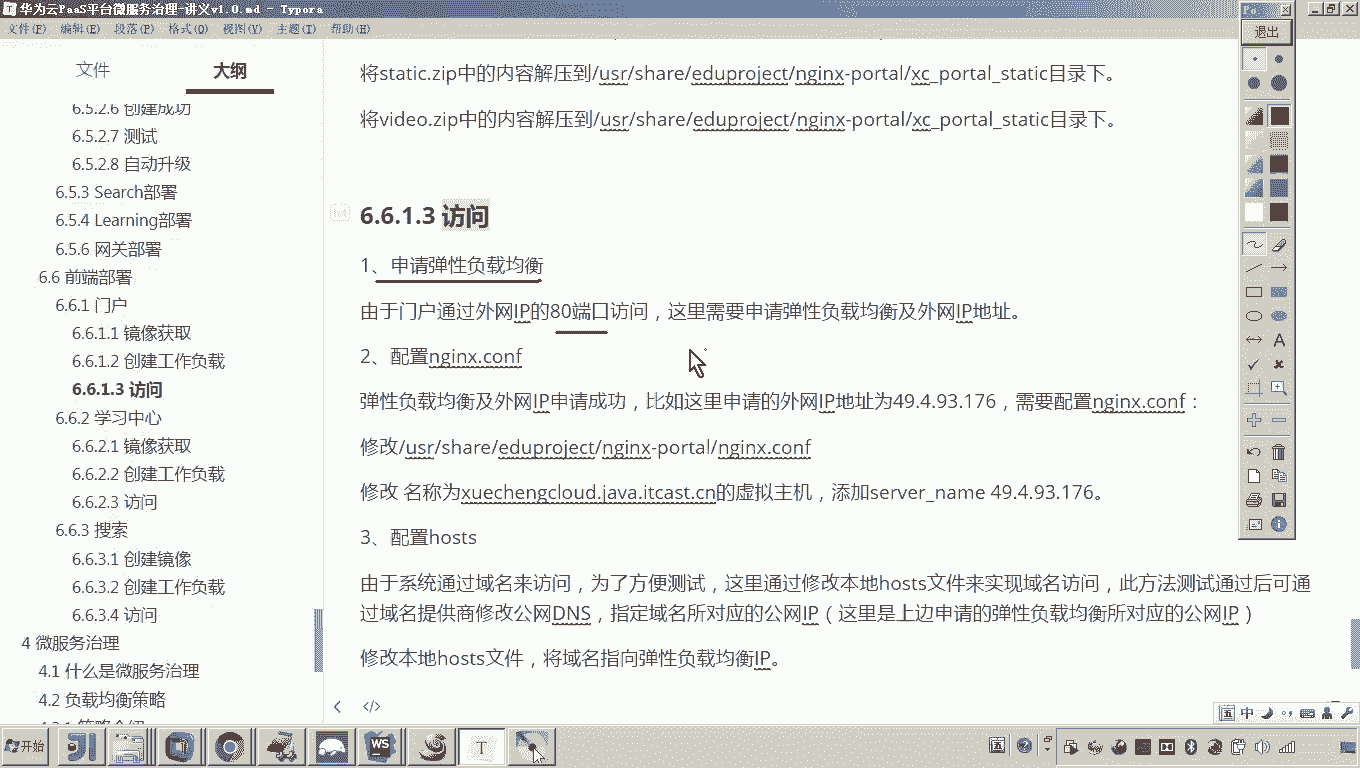 华为云PaaS平台微服务治理-讲义v1.0.md - Typora
文件(F) 编辑(E) 段落(P) 格式(O) 视图(V) 主题(T) 帮助(H)
文件 大纲
6.5.2.6 创建成功
6.5.2.7 测试
6.5.2.8 自动升级
6.5.3 Search部署
6.5.4 Learning部署
6.5.6 网关部署
6.6 前端部署
6.6.1 门户
6.6.1.1 镜像获取
6.6.1.2 创建工作负载
6.6.1.3 访问
6.6.2 学习中心
6.6.2.1 镜像获取
6.6.2.2 创建工作负载
6.6.2.3 访问
6.6.3 搜索
6.6.3.1 创建镜像
6.6.3.2 创建工作负载
6.6.3.4 访问
4 微服务治理
4.1 什么是微服务治理
4.2 负载均衡策略
将static.zip中的内容解压到/usr/share/eduproject/nginx-portal/xc_portal_static目录下。
将video.zip中的内容解压到/usr/share/eduproject/nginx-portal/xc_portal_static目录下。
6.6.1.3 访问
1、申请弹性负载均衡
由于门户通过外网IP的80端口访问，这里需要申请弹性负载均衡及外网IP地址。
2、配置nginx.conf
弹性负载均衡及外网IP申请成功，比如这里申请的外网IP地址为49.4.93.176，需要配置nginx.conf：
修改/usr/share/eduproject/nginx-portal/nginx.conf
修改 名称为xuechengcloud.java.itcast.cn的虚拟主机，添加server_name 49.4.93.176。
3、配置hosts
由于系统通过域名来访问，为了方便测试，这里通过修改本地hosts文件来实现域名访问，此方法测试通过后可通
过域名提供商修改公网DNS，指定域名所对应的公网IP（这里是上边申请的弹性负载均衡所对应的公网IP）
修改本地hosts文件，将域名指向弹性负载均衡IP。
退出
开始